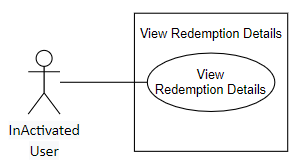 View Redemption Details
View
Redemption Details
InActivated
User